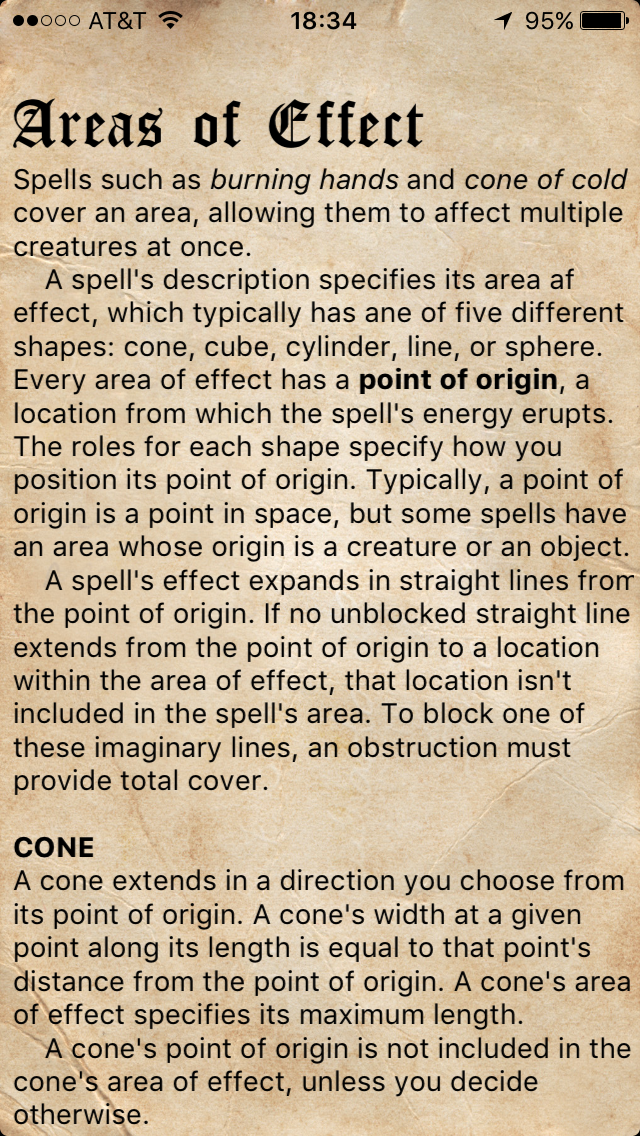 AT&T 18:34 95%
Areas of Effect
Spells such as burning hands and cone of cold
cover an area, allowing them to affect multiple
creatures at once.
A spell's description specifies its area af
effect, which typically has ane of five different
shapes: cone, cube, cylinder, line, or sphere.
Every area of effect has a point of origin, a
location from which the spell's energy erupts.
The roles for each shape specify how you
position its point of origin. Typically, a point of
origin is a point in space, but some spells have
an area whose origin is a creature or an object.
A spell's effect expands in straight lines from
the point of origin. If no unblocked straight line
extends from the point of origin to a location
within the area of effect, that location isn't
included in the spell's area. To block one of
these imaginary lines, an obstruction must
provide total cover.
CONE
A cone extends in a direction you choose from
its point of origin. A cone's width at a given
point along its length is equal to that point's
distance from the point of origin. A cone's area
of effect specifies its maximum length.
A cone's point of origin is not included in the
cone's area of effect, unless you decide
otherwise.